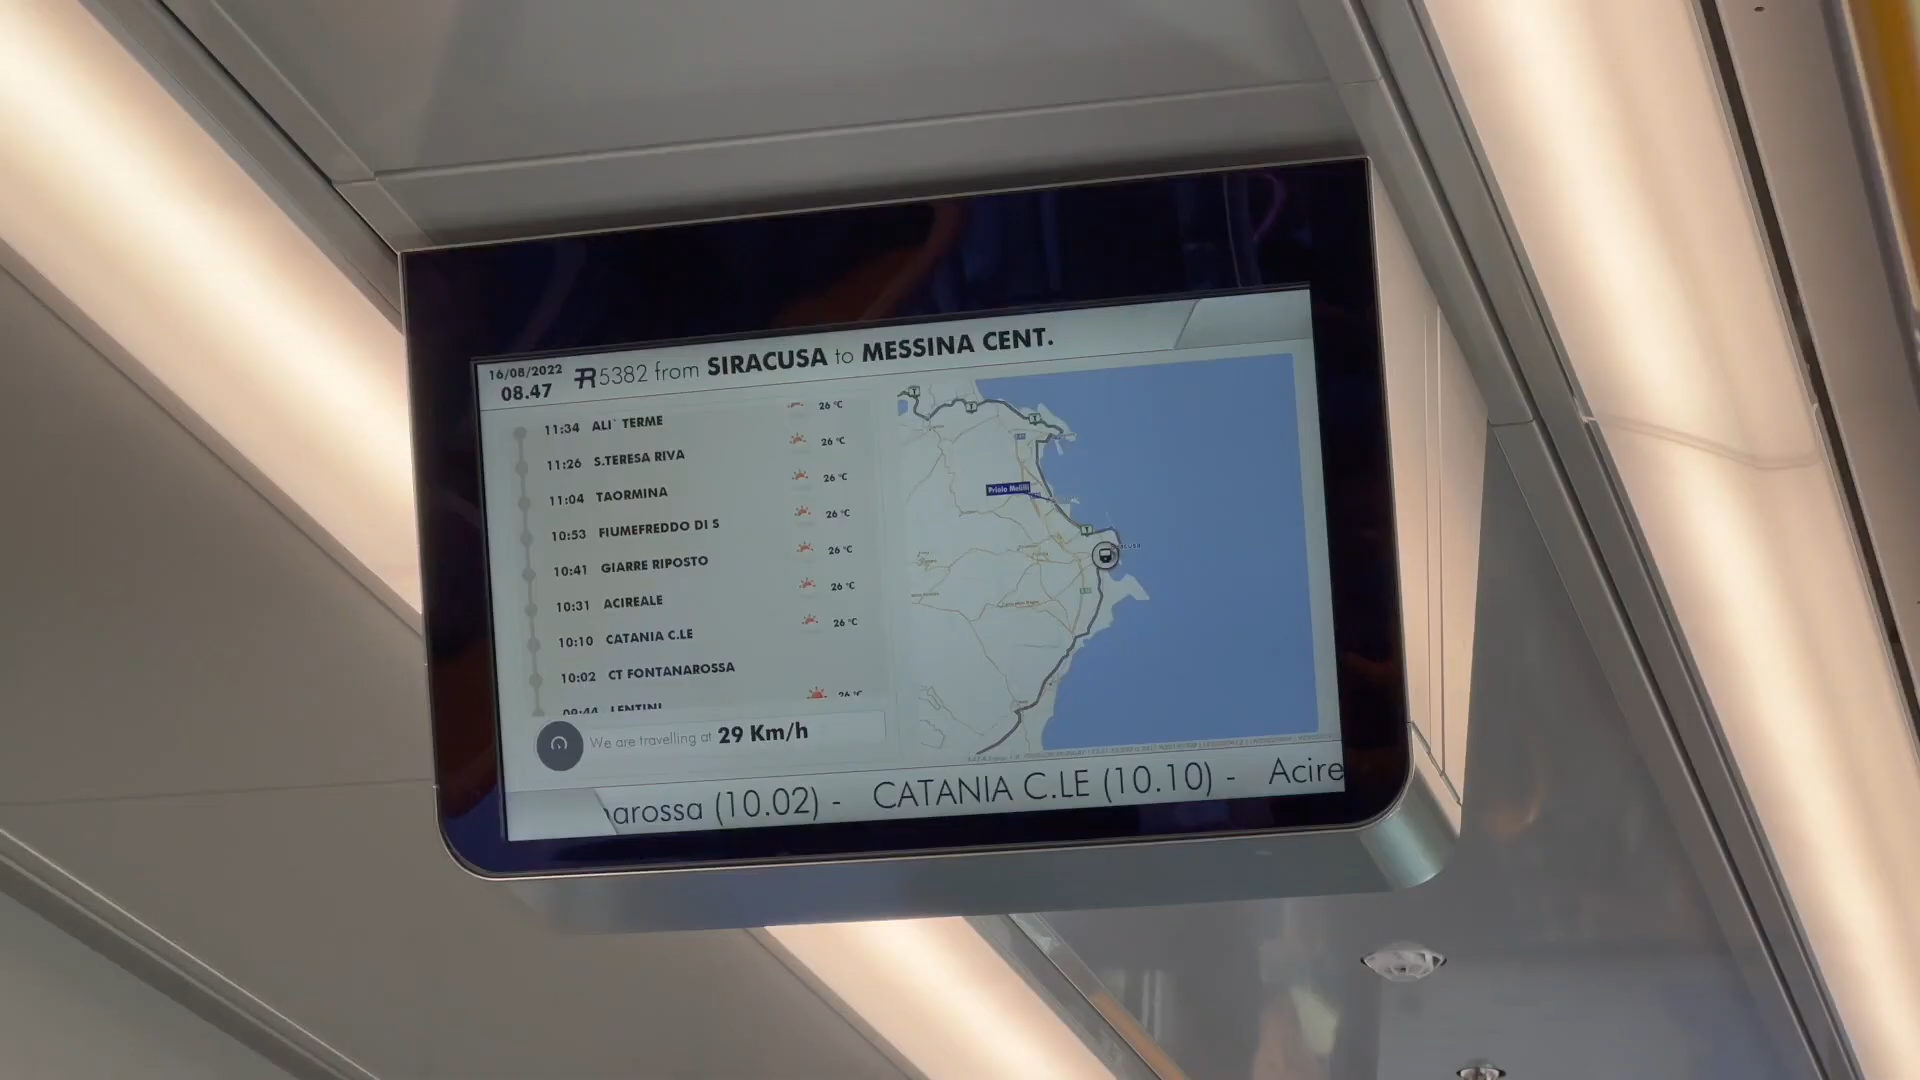 16/08/2022
08.47
R 5382 from SIRACUSA to MESSINA CENT.
26 °C
11:34 ALI` TERME
26 °C
11:26 S.TERESA RIVA
26 °C
11:04 TAORMINA
26 °C
10:53 FIUMEFREDDO DI S
26 °C
10:41 GIARRE RIPOSTO
26 °C
10:31 ACIREALE
26 °C
10:10 CATANIA C.LE
10:02 CT FONTANAROSSA
26 °C
09:44 LENTINI
We are travelling at 29 Km/h
Priolo Melilli
arossa (10.02) - CATANIA C.LE (10.10) - Acire